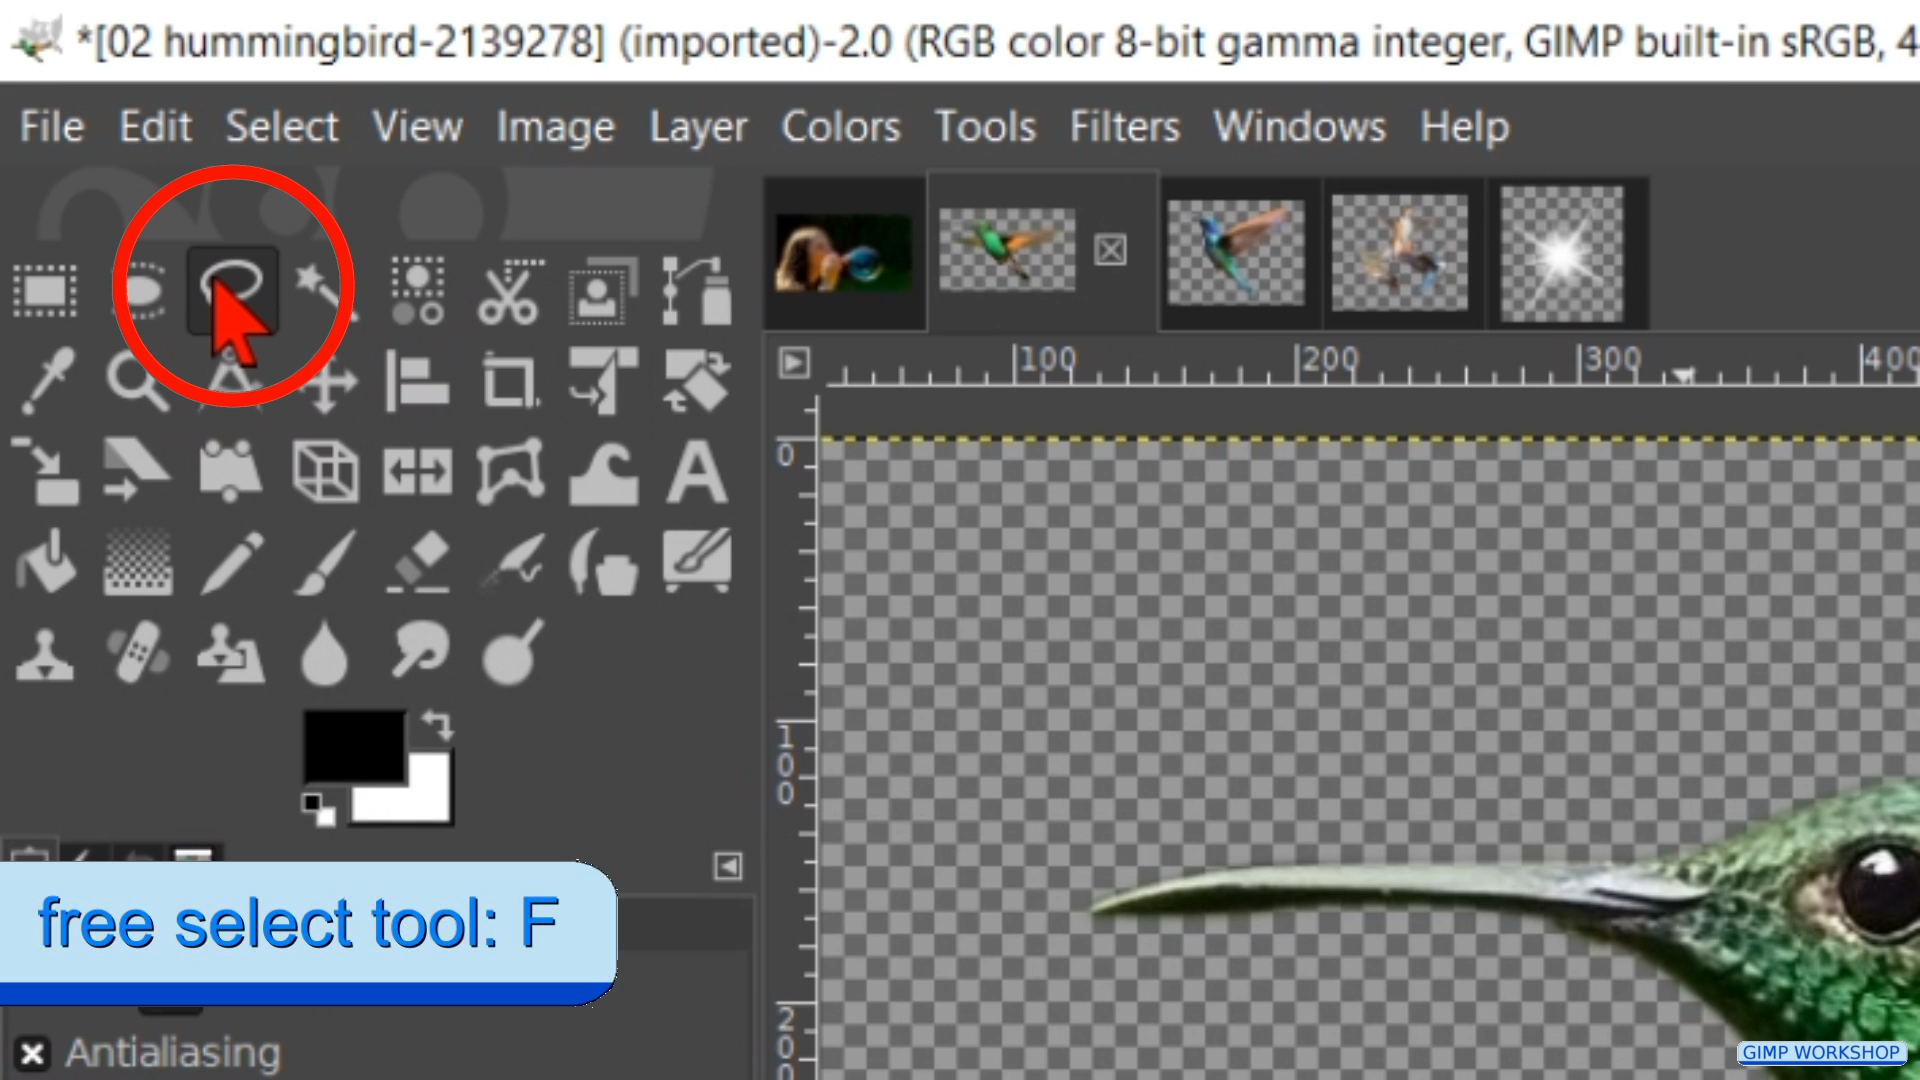 *[02 hummingbird-2139278] (imported)-2.0 (RGB color 8-bit gamma integer, GIMP built-in sRGB, 4
File Edit Select View Image Layer Colors Tools Filters Windows Help
100 200 300 400
0
100
200
A
free select tool: F
Antialiasing
GIMP WORKSHOP